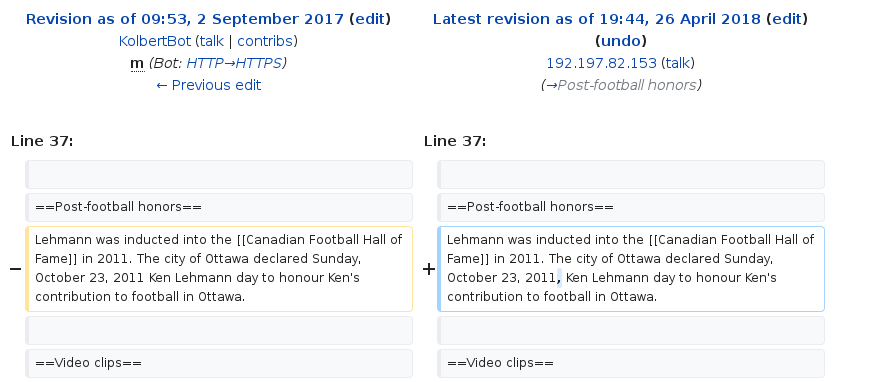 Revision as of 09:53, 2 September 2017 (edit)
KolbertBot (talk | contribs)
m (Bot: HTTP→HTTPS)
← Previous edit
Latest revision as of 19:44, 26 April 2018 (edit)
(undo)
192.197.82.153 (talk)
(→Post-football honors)
Line 37:
Line 37:
==Post-football honors==
==Post-football honors==
− Lehmann was inducted into the [[Canadian Football Hall of
Fame]] in 2011. The city of Ottawa declared Sunday,
October 23, 2011 Ken Lehmann day to honour Ken's
contribution to football in Ottawa.
+ Lehmann was inducted into the [[Canadian Football Hall of
Fame]] in 2011. The city of Ottawa declared Sunday,
October 23, 2011, Ken Lehmann day to honour Ken's
contribution to football in Ottawa.
==Video clips==
==Video clips==